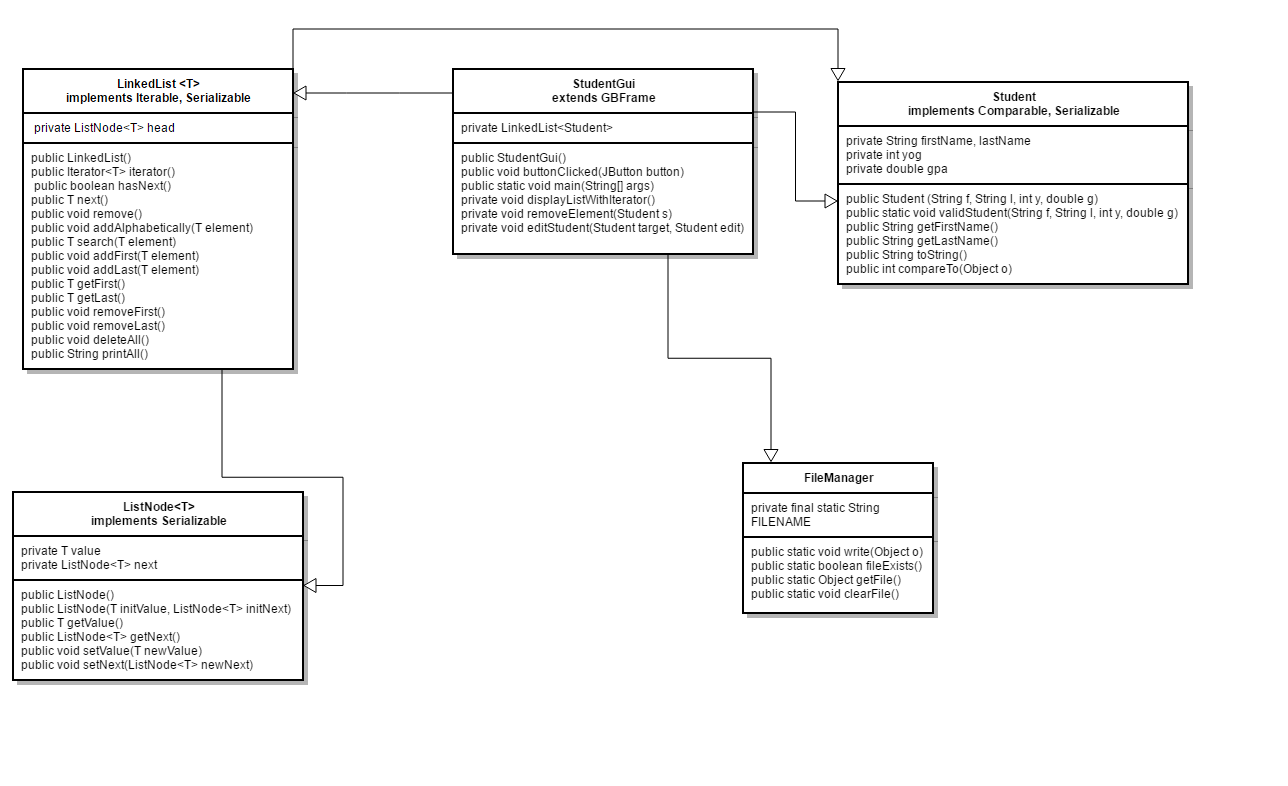 LinkedList <T>
implements Iterable, Serializable
private ListNode<T> head
public LinkedList()
public Iterator<T> iterator()
public boolean hasNext()
public T next()
public void remove()
public void addAlphabetically(T element)
public T search(T element)
public void addFirst(T element)
public void addLast(T element)
public T getFirst()
public T getLast()
public void removeFirst()
public void removeLast()
public void deleteAll()
public String printAll()
StudentGui
extends GBFrame
private LinkedList<Student>
public StudentGui()
public void buttonClicked(JButton button)
public static void main(String[] args)
private void displayListWithIterator()
private void removeElement(Student s)
private void editStudent(Student target, Student edit)
Student
implements Comparable, Serializable
private String firstName, lastName
private int yog
private double gpa
public Student (String f, String l, int y, double g)
public static void validStudent(String f, String l, int y, double g)
public String getFirstName()
public String getLastName()
public String toString()
public int compareTo(Object o)
ListNode<T>
implements Serializable
private T value
private ListNode<T> next
public ListNode()
public ListNode(T initValue, ListNode<T> initNext)
public T getValue()
public ListNode<T> getNext()
public void setValue(T newValue)
public void setNext(ListNode<T> newNext)
FileManager
private final static String
FILENAME
public static void write(Object o)
public static boolean fileExists()
public static Object getFile()
public static void clearFile()